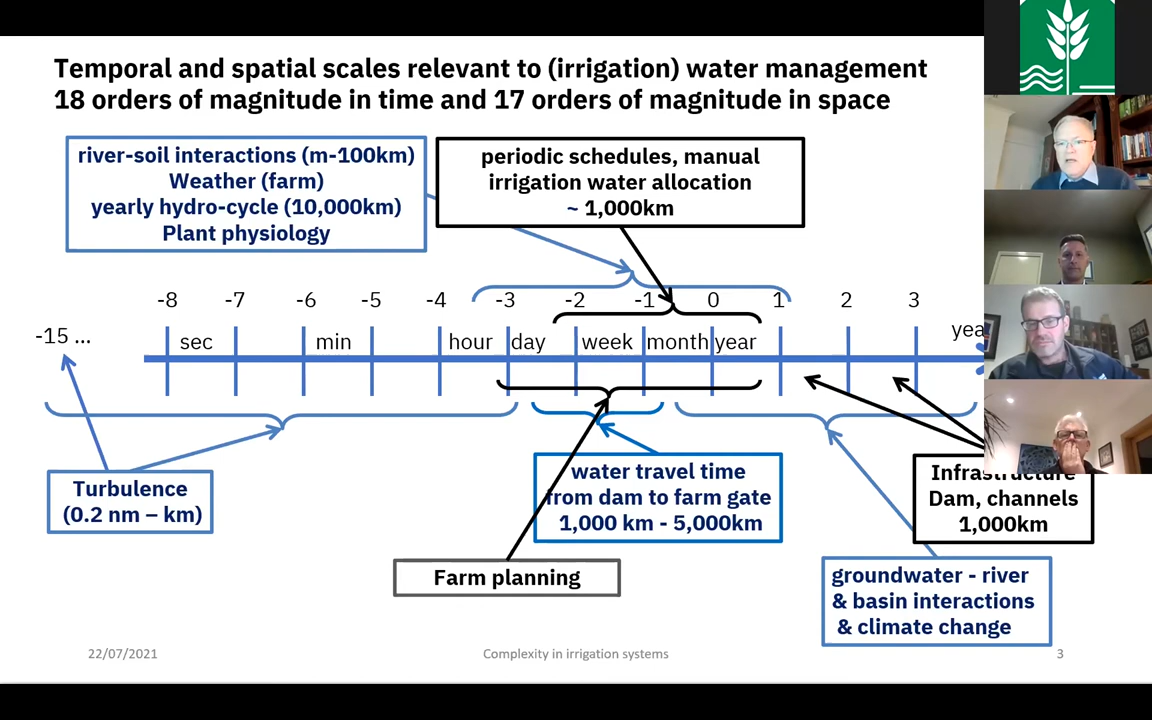 Temporal and spatial scales relevant to (irrigation) water management
18 orders of magnitude in time and 17 orders of magnitude in space
river-soil interactions (m-100km)
Weather (farm)
yearly hydro-cycle (10,000km)
Plant physiology
periodic schedules, manual
irrigation water allocation
~ 1,000km
-8 -7 -6 -5 -4 -3 -2 -1 0 1 2 3
-15 ...
sec min hour day week month year
Turbulence
(0.2 nm – km)
water travel time
from dam to farm gate
1,000 km - 5,000km
Infrastructure
Dam, channels
1,000km
Farm planning
groundwater - river
& basin interactions
& climate change
22/07/2021 Complexity in irrigation systems 3